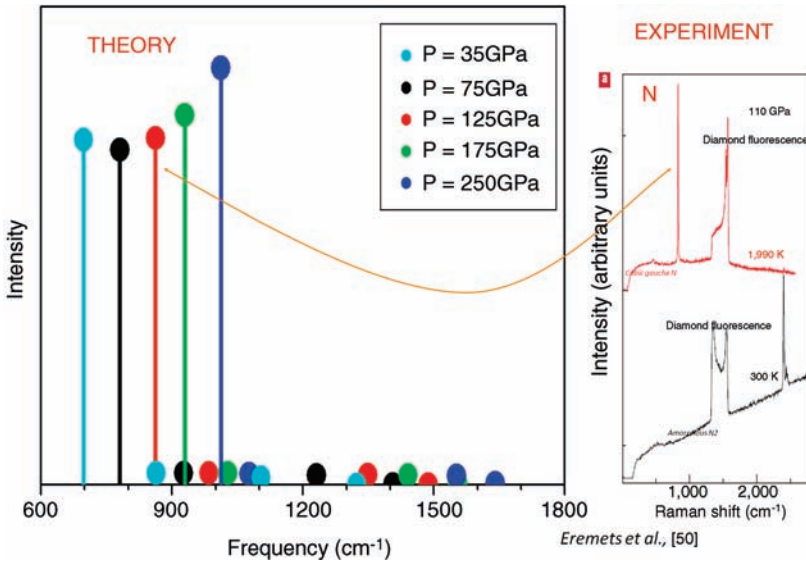 THEORY
P = 35GPa
P = 75GPa
P = 125GPa
P = 175GPa
P = 250GPa
Intensity
600
900
1200
1500
1800
Frequency (cm-1)
EXPERIMENT
a
N
110 GPa
Diamond fluorescence
1,990 K
Cubic gauche N
Diamond fluorescence
300 K
Amorphous N2
Intensity (arbitrary units)
1,000
2,000
Raman shift (cm-1)
Eremets et al., [50]